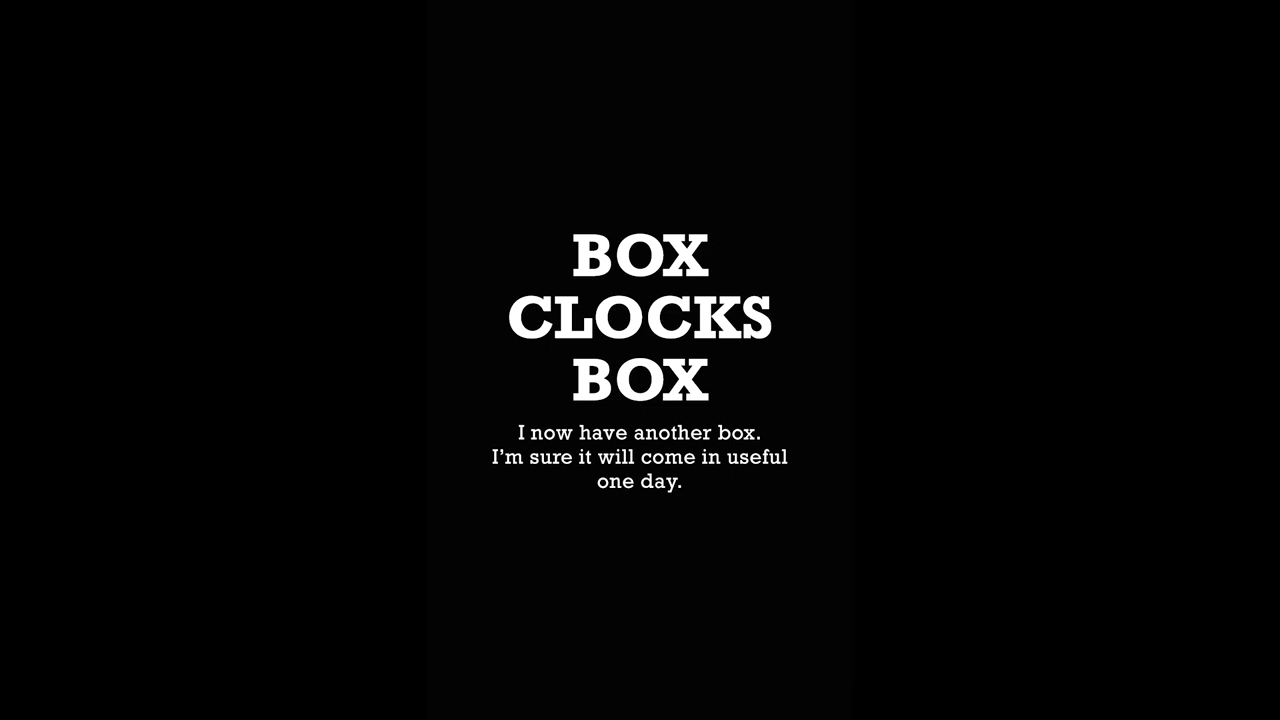 BOX
CLOCKS
BOX
I now have another box.
I’m sure it will come in useful
one day.